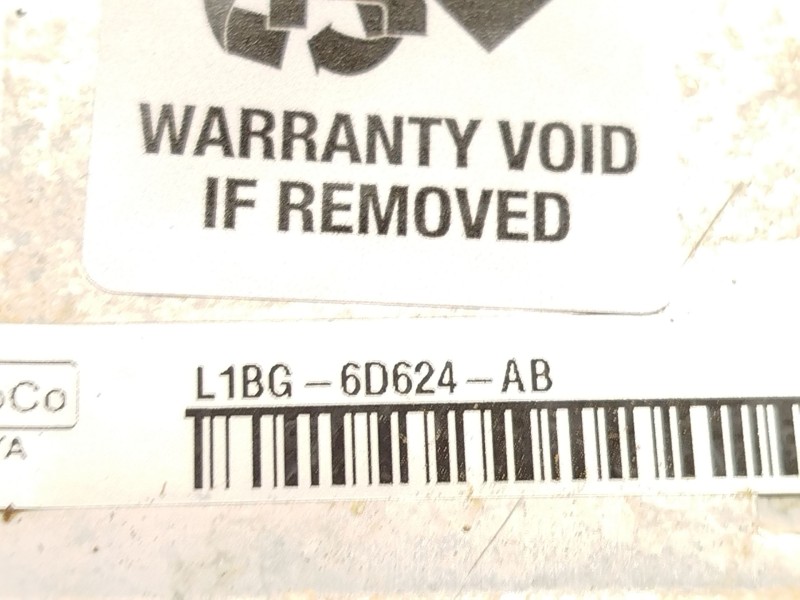 WARRANTY VOID
IF REMOVED
L1BG-6D624-AB